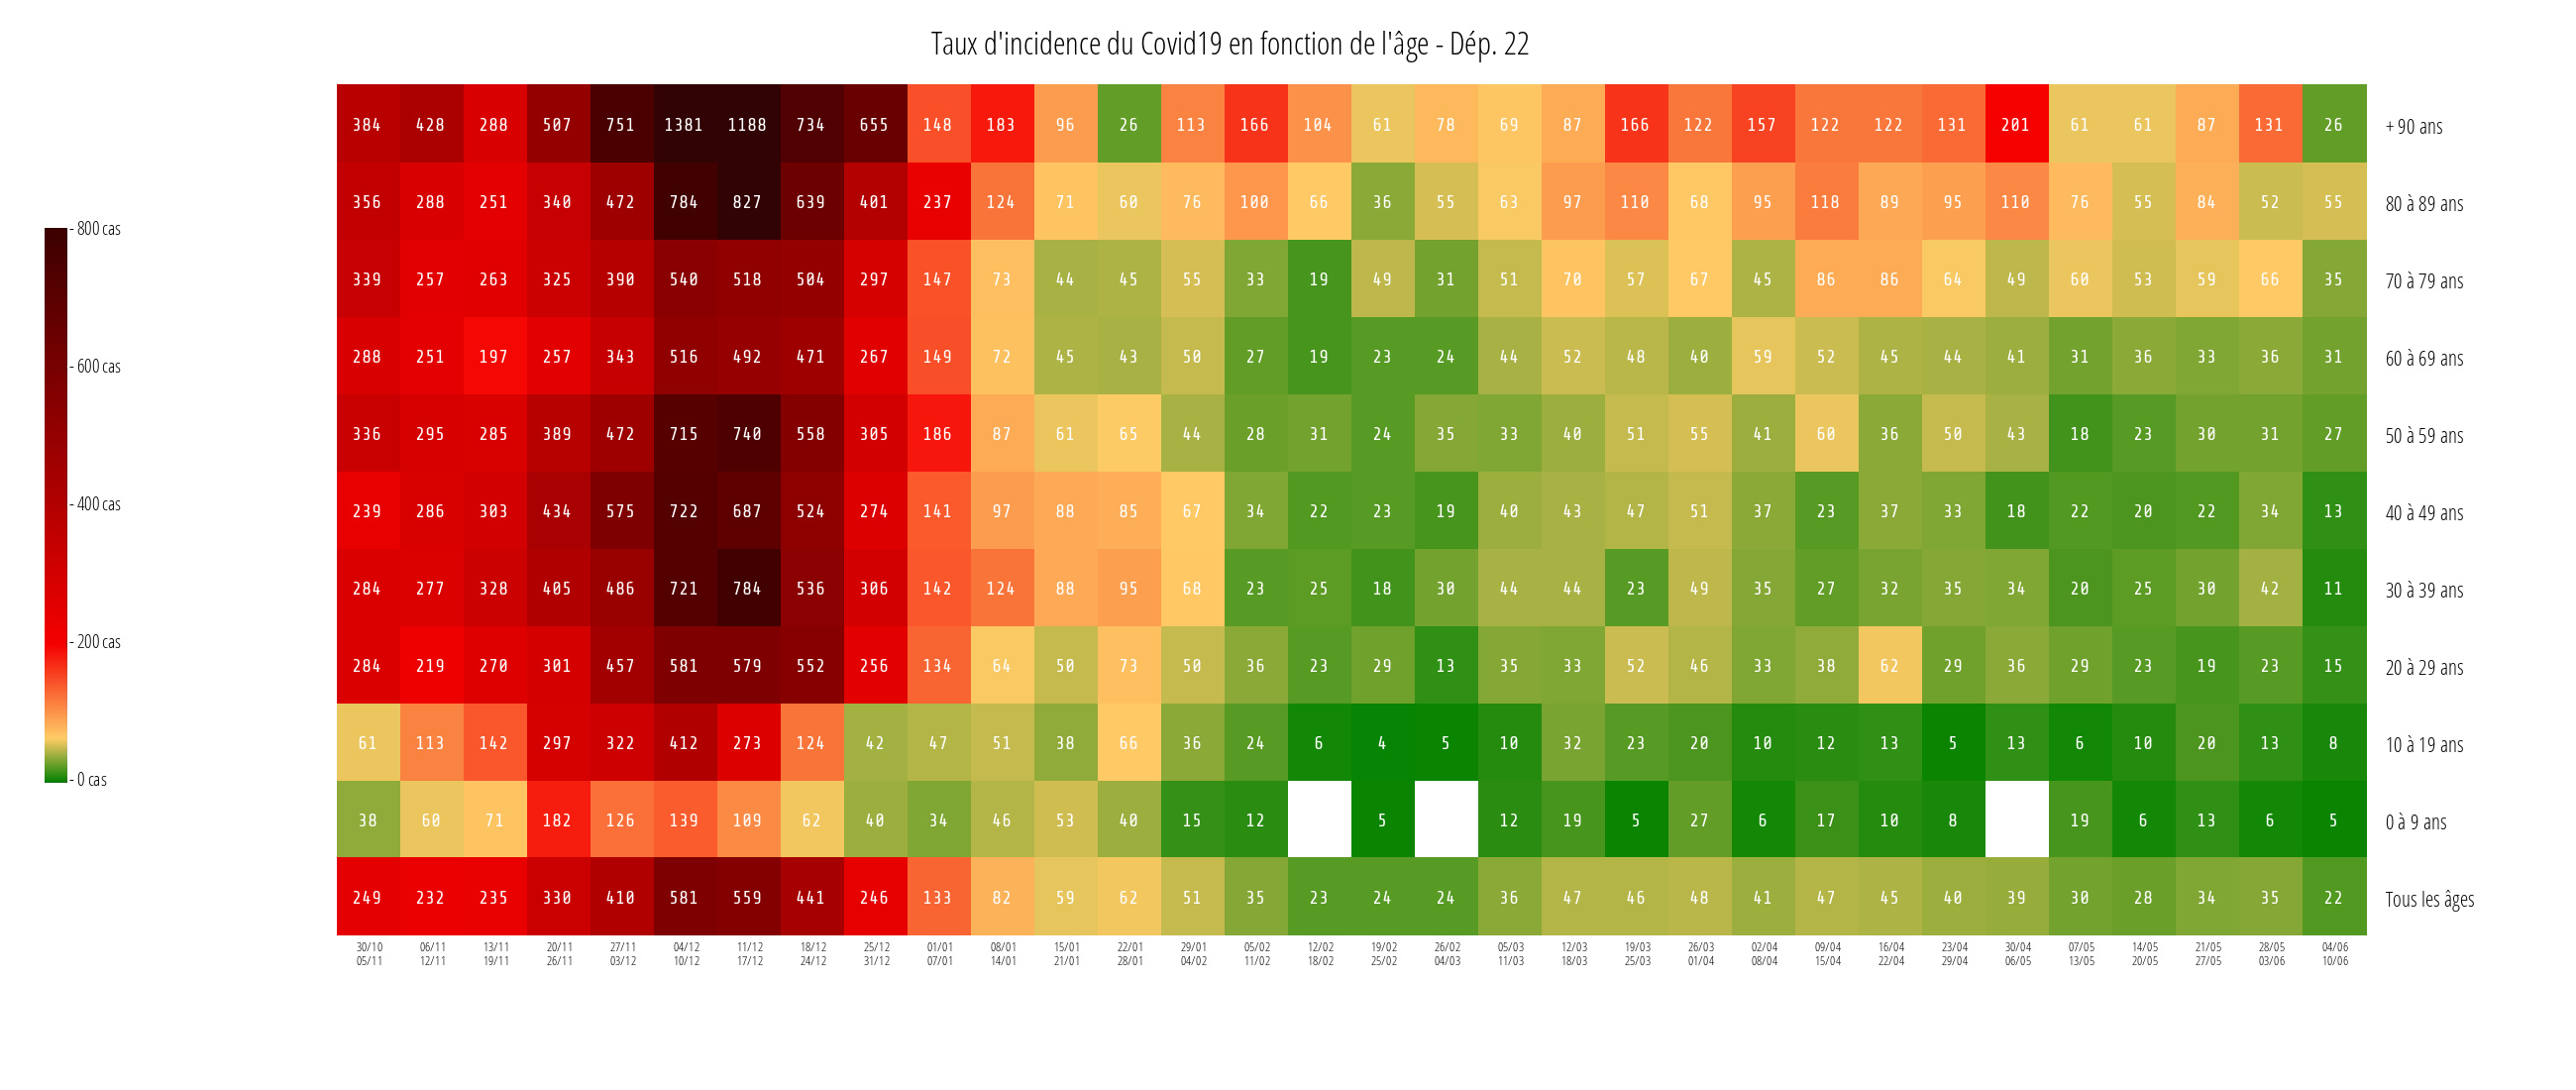 Taux d'incidence du Covid19 en fonction de l'âge - Dép. 22
384 428 288 507 751 1381 1188 734 655 148 183 96 26 113 166 104 61 78 69 87 166 122 157 122 122 131 201 61 61 87 131 26 + 90 ans
356 288 251 340 472 784 827 639 401 237 124 71 60 76 100 66 36 55 63 97 110 68 95 118 89 95 110 76 55 84 52 55 80 à 89 ans
- 800 cas
339 257 263 325 390 540 518 504 297 147 73 44 45 55 33 19 49 31 51 70 57 67 45 86 86 64 49 60 53 59 66 35 70 à 79 ans
288 251 197 257 343 516 492 471 267 149 72 45 43 50 27 19 23 24 44 52 48 40 59 52 45 44 41 31 36 33 36 31 60 à 69 ans
- 600 cas
336 295 285 389 472 715 740 558 305 186 87 61 65 44 28 31 24 35 33 40 51 55 41 60 36 50 43 18 23 30 31 27 50 à 59 ans
- 400 cas
239 286 303 434 575 722 687 524 274 141 97 88 85 67 34 22 23 19 40 43 47 51 37 23 37 33 18 22 20 22 34 13 40 à 49 ans
284 277 328 405 486 721 784 536 306 142 124 88 95 68 23 25 18 30 44 44 23 49 35 27 32 35 34 20 25 30 42 11 30 à 39 ans
- 200 cas
284 219 270 301 457 581 579 552 256 134 64 50 73 50 36 23 29 13 35 33 52 46 33 38 62 29 36 29 23 19 23 15 20 à 29 ans
61 113 142 297 322 412 273 124 42 47 51 38 66 36 24 6 4 5 10 32 23 20 10 12 13 5 13 6 10 20 13 8 10 à 19 ans
- 0 cas
38 60 71 182 126 139 109 62 40 34 46 53 40 15 12 5 12 19 5 27 6 17 10 8 19 6 13 6 5 0 à 9 ans
249 232 235 330 410 581 559 441 246 133 82 59 62 51 35 23 24 24 36 47 46 48 41 47 45 40 39 30 28 34 35 22 Tous les âges
30/10 06/11 13/11 20/11 27/11 04/12 11/12 18/12 25/12 01/01 08/01 15/01 22/01 29/01 05/02 12/02 19/02 26/02 05/03 12/03 19/03 26/03 02/04 09/04 16/04 23/04 30/04 07/05 14/05 21/05 28/05 04/06
05/11 12/11 19/11 26/11 03/12 10/12 17/12 24/12 31/12 07/01 14/01 21/01 28/01 04/02 11/02 18/02 25/02 04/03 11/03 18/03 25/03 01/04 08/04 15/04 22/04 29/04 06/05 13/05 20/05 27/05 03/06 10/06